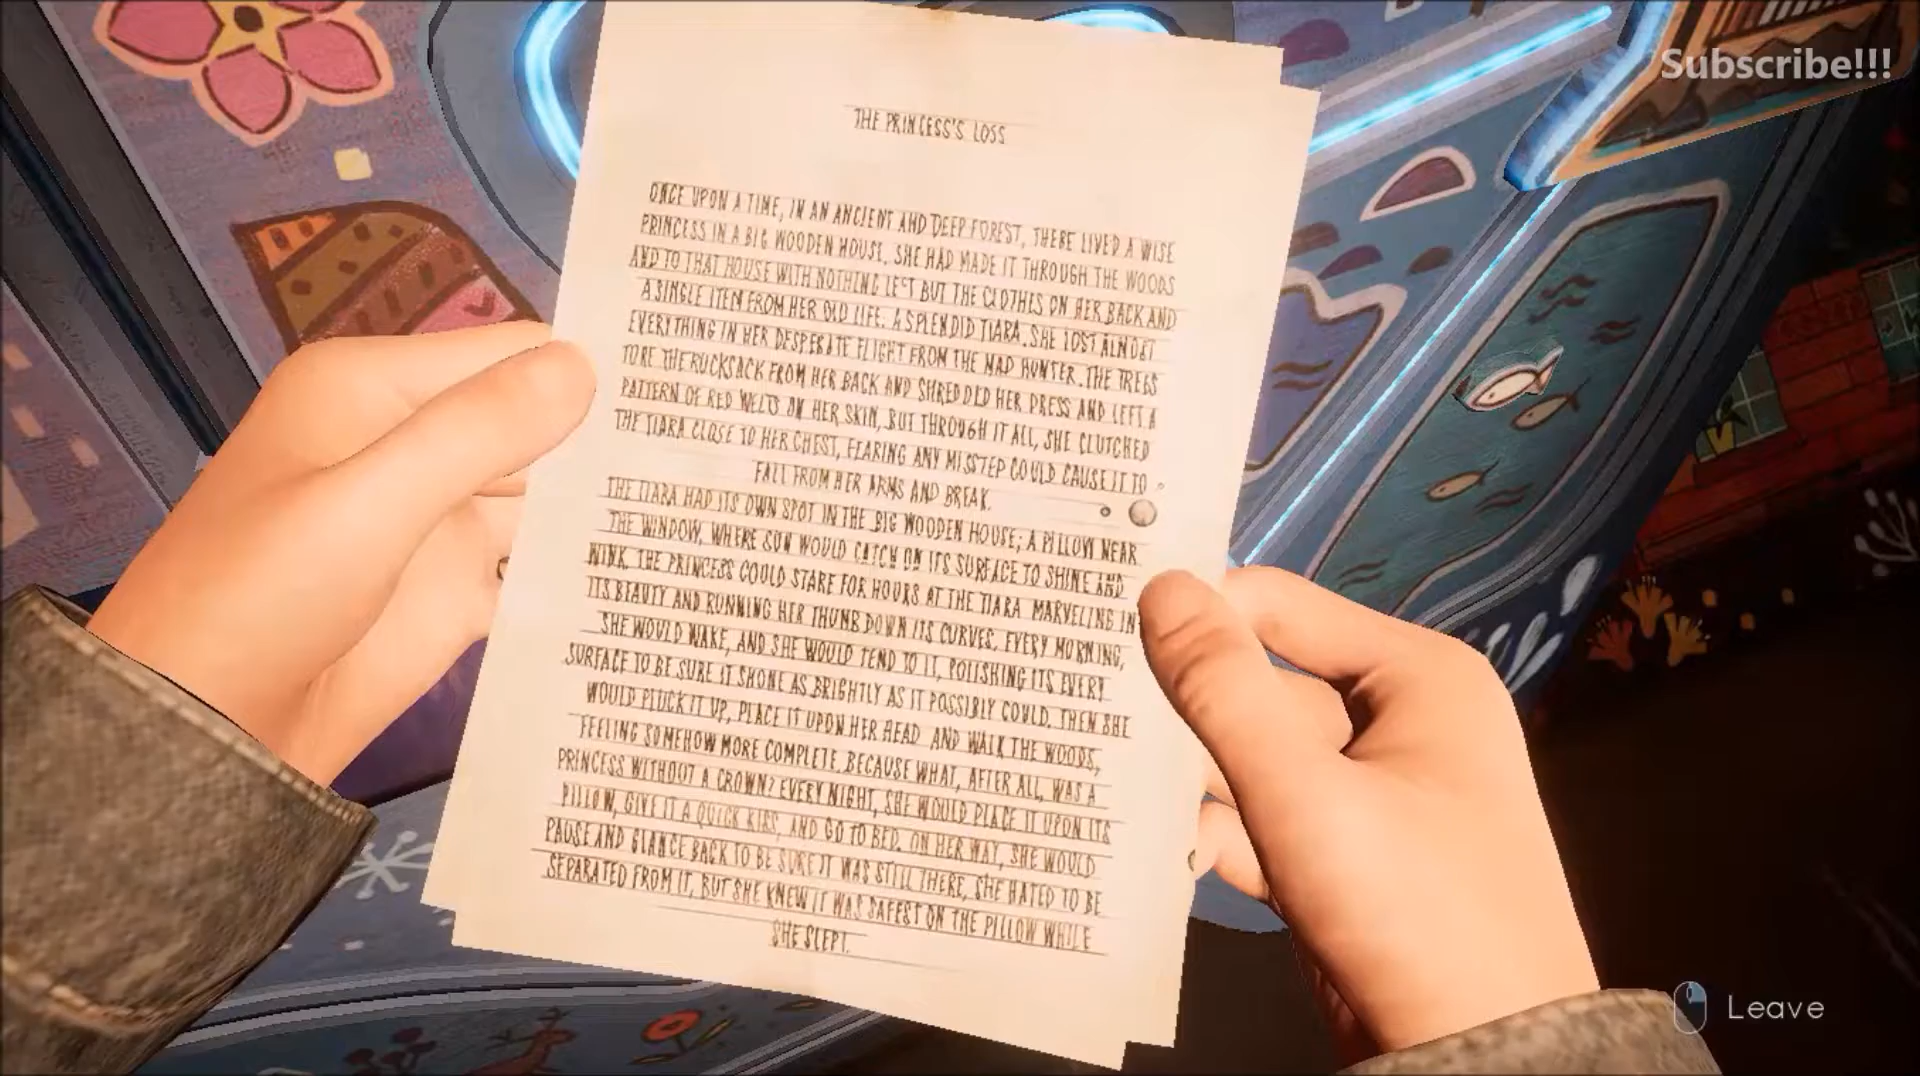 Subscribe!!!
THE PRINCESS'S LOSS
ONCE UPON A TIME, IN AN ANCIENT AND DEEP FOREST, THERE LIVED A WISE
PRINCESS IN A BIG WOODEN HOUSE. SHE HAD MADE IT THROUGH THE WOODS
AND TO THAT HOUSE WITH NOTHING LEFT BUT THE CLOTHES ON HER BACK AND
A SINGLE ITEM FROM HER OLD LIFE: A SPLENDID TIARA. SHE LOST ALMOST
EVERYTHING IN HER DESPERATE FLIGHT FROM THE MAD HUNTER. THE TREES
TORE THE RUCKSACK FROM HER BACK AND SHREDDED HER DRESS AND LEFT A
PATTERN OF RED WELTS ON HER SKIN, BUT THROUGH IT ALL, SHE CLUTCHED
THE TIARA CLOSE TO HER CHEST, FEARING ANY MISSTEP COULD CAUSE IT TO
FALL FROM HER ARMS AND BREAK.
THE TIARA HAD ITS OWN SPOT IN THE BIG WOODEN HOUSE; A PILLOW NEAR
THE WINDOW, WHERE SUN WOULD CATCH ON ITS SURFACE TO SHINE AND
WINK. THE PRINCESS COULD STARE FOR HOURS AT THE TIARA MARVELING IN
ITS BEAUTY AND RUNNING HER THUMB DOWN ITS CURVES. EVERY MORNING,
SHE WOULD WAKE, AND SHE WOULD TEND TO IT, POLISHING ITS EVERY
SURFACE TO BE SURE IT SHONE AS BRIGHTLY AS IT POSSIBLY COULD. THEN SHE
WOULD PLUCK IT UP, PLACE IT UPON HER HEAD AND WALK THE WOODS,
FEELING SOMEHOW MORE COMPLETE. BECAUSE WHAT, AFTER ALL, WAS A
PRINCESS WITHOUT A CROWN? EVERY NIGHT, SHE WOULD PLACE IT UPON ITS
PILLOW, GIVE IT A QUICK KISS, AND GO TO BED. ON HER WAY, SHE WOULD
PAUSE AND GLANCE BACK TO BE SURE IT WAS STILL THERE, SHE HATED TO BE
SEPARATED FROM IT, BUT SHE KNEW IT WAS SAFEST ON THE PILLOW WHILE
SHE SLEPT.
Leave